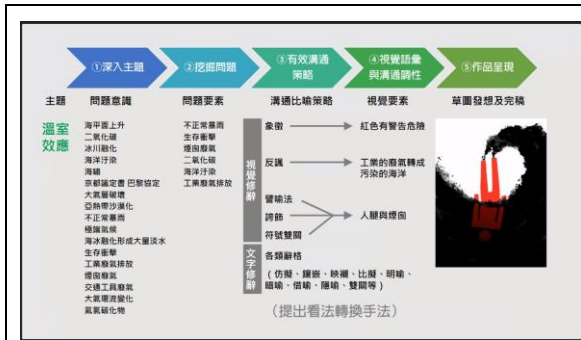 ①深入主題
②挖掘問題
③有效溝通
策略
④視覺語彙
與溝通調性
⑤作品呈現
主題
問題意識
問題要素
溝通比喻策略
視覺要素
草圖發想及完稿
溫室
效應
海平面上升
二氧化碳
冰川融化
海洋汙染
海嘯
京都議定書 巴黎協定
大氣層破壞
亞熱帶沙漠化
不正常暴雨
極端氣候
海冰融化形成大量淡水
生存衝擊
工業廢氣排放
煙囪廢氣
交通工具廢氣
大氣環流變化
氟氯碳化物
不正常暴雨
生存衝擊
煙囪廢氣
二氧化碳
海洋汙染
工業廢氣排放
視覺修辭
象徵
紅色有警告危險
反諷
工業的廢氣轉成
污染的海洋
譬喻法
誇飾
符號雙關
人腿與煙囪
文字修辭
各類辭格
（仿擬、鑲嵌、映襯、比擬、明喻、
暗喻、借喻、隱喻、雙關等）
（提出看法轉換手法）